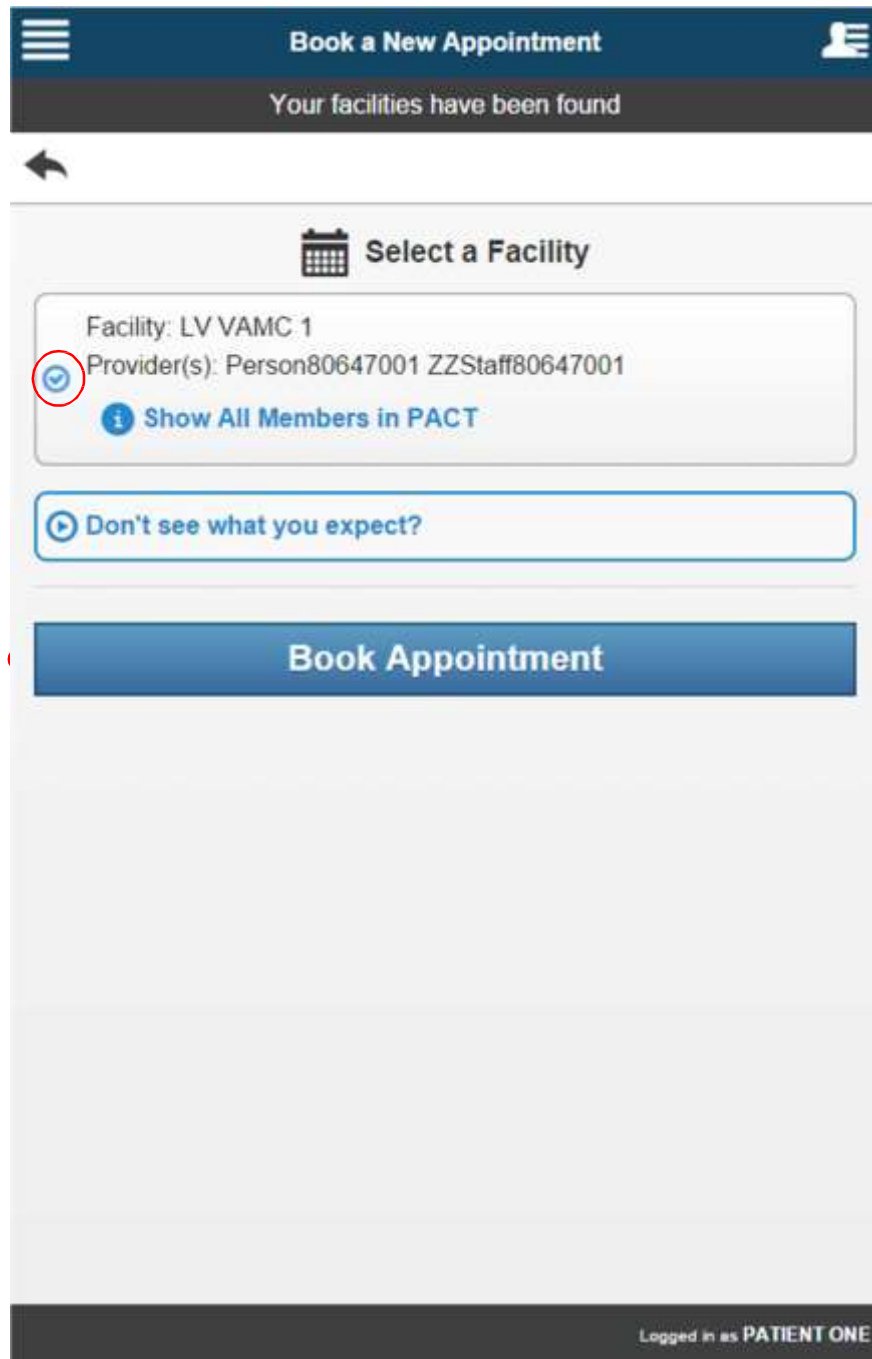 Book a New Appointment
Your facilities have been found
Select a Facility
Facility: LV VAMC 1
Provider(s): Person80647001 ZZStaff80647001
Show All Members in PACT
Don't see what you expect?
Book Appointment
Logged in as PATIENT ONE